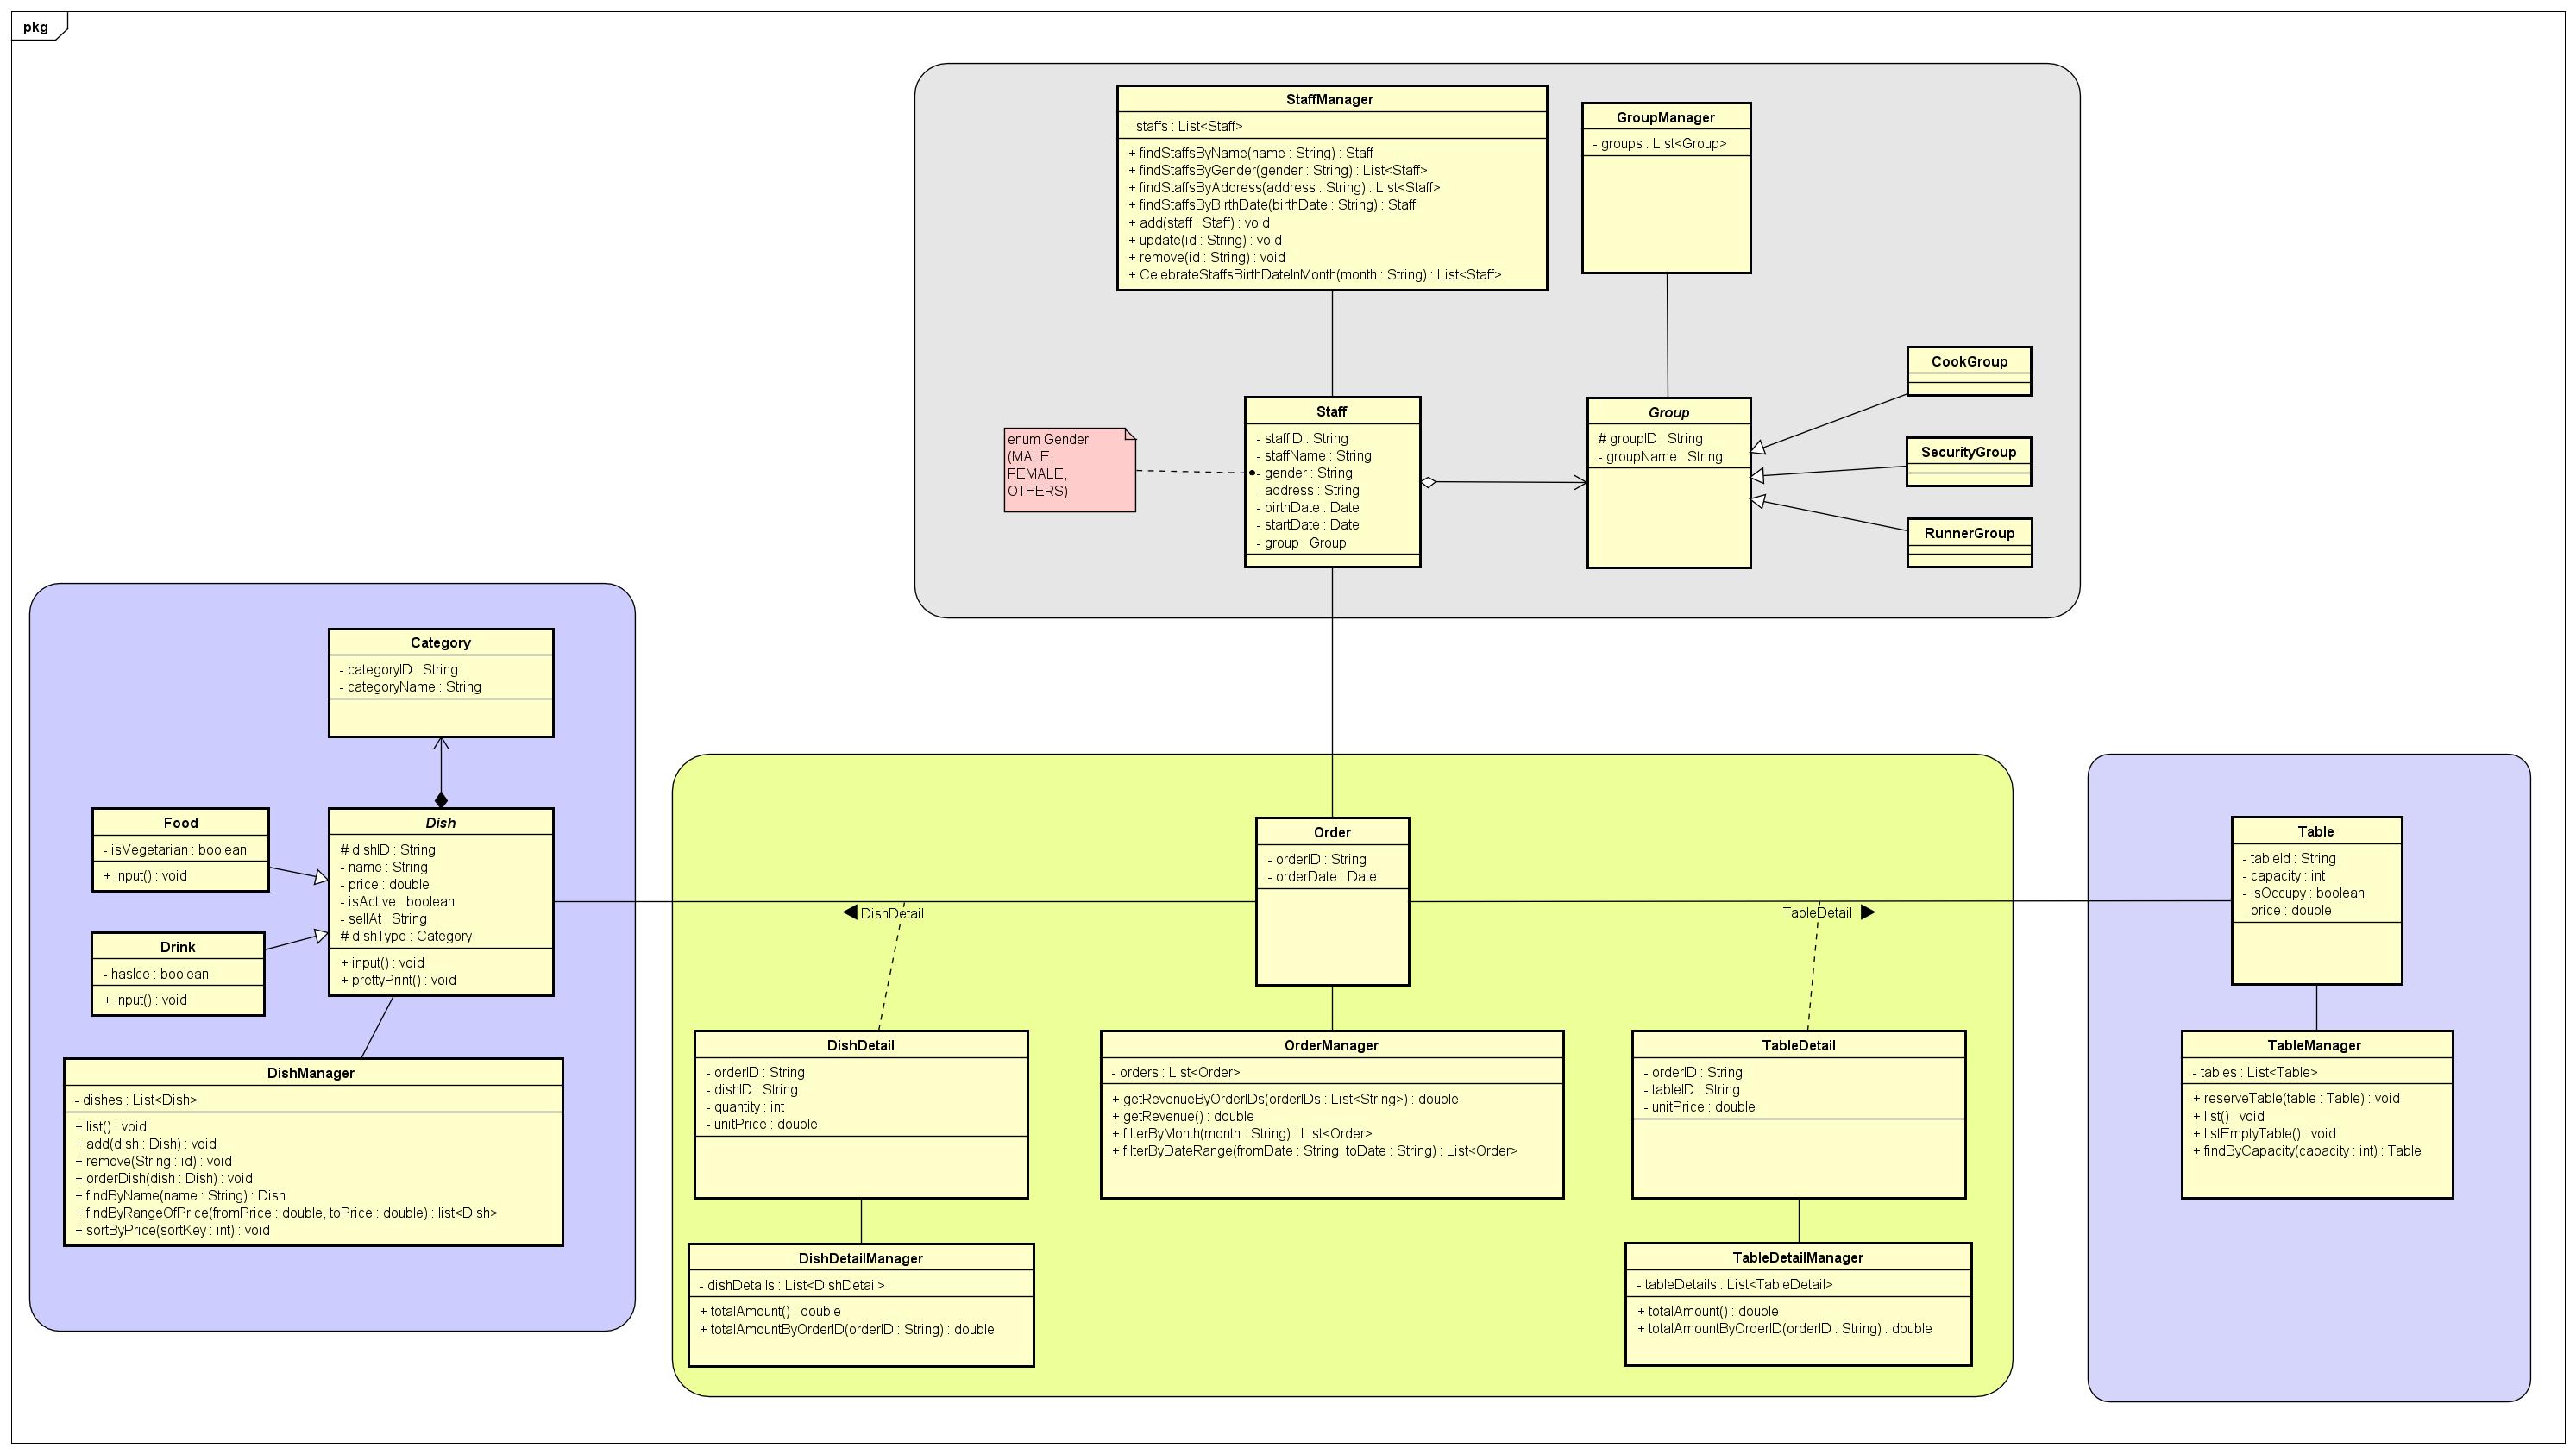 pkg
StaffManager
- staffs : List<Staff>
+ findStaffsByName(name : String) : Staff
+ findStaffsByGender(gender : String) : List<Staff>
+ findStaffsByAddress(address : String) : List<Staff>
+ findStaffsByBirthDate(birthDate : String) : Staff
+ add(staff : Staff) : void
+ update(id : String) : void
+ remove(id : String) : void
+ CelebrateStaffsBirthDateInMonth(month : String) : List<Staff>
GroupManager
- groups : List<Group>
enum Gender
(MALE,
FEMALE,
OTHERS)
Staff
- staffID : String
- staffName : String
- gender : String
- address : String
- birthDate : Date
- startDate : Date
- group : Group
Group
# groupID : String
- groupName : String
CookGroup
SecurityGroup
RunnerGroup
Category
- categoryID : String
- categoryName : String
Food
- isVegetarian : boolean
+ input() : void
Drink
- hasIce : boolean
+ input() : void
Dish
# dishID : String
- name : String
- price : double
- isActive : boolean
- sellAt : String
# dishType : Category
+ input() : void
+ prettyPrint() : void
DishManager
- dishes : List<Dish>
+ list() : void
+ add(dish : Dish) : void
+ remove(String : id) : void
+ orderDish(dish : Dish) : void
+ findByName(name : String) : Dish
+ findByRangeOfPrice(fromPrice : double, toPrice : double) : list<Dish>
+ sortByPrice(sortKey : int) : void
DishDetail
Order
- orderID : String
- orderDate : Date
TableDetail
DishDetail
- orderID : String
- dishID : String
- quantity : int
- unitPrice : double
OrderManager
- orders : List<Order>
+ getRevenueByOrderIDs(orderIDs : List<String>) : double
+ getRevenue() : double
+ filterByMonth(month : String) : List<Order>
+ filterByDateRange(fromDate : String, toDate : String) : List<Order>
TableDetail
- orderID : String
- tableID : String
- unitPrice : double
DishDetailManager
- dishDetails : List<DishDetail>
+ totalAmount() : double
+ totalAmountByOrderID(orderID : String) : double
TableDetailManager
- tableDetails : List<TableDetail>
+ totalAmount() : double
+ totalAmountByOrderID(orderID : String) : double
Table
- tableId : String
- capacity : int
- isOccupy : boolean
- price : double
TableManager
- tables : List<Table>
+ reserveTable(table : Table) : void
+ list() : void
+ listEmptyTable() : void
+ findByCapacity(capacity : int) : Table